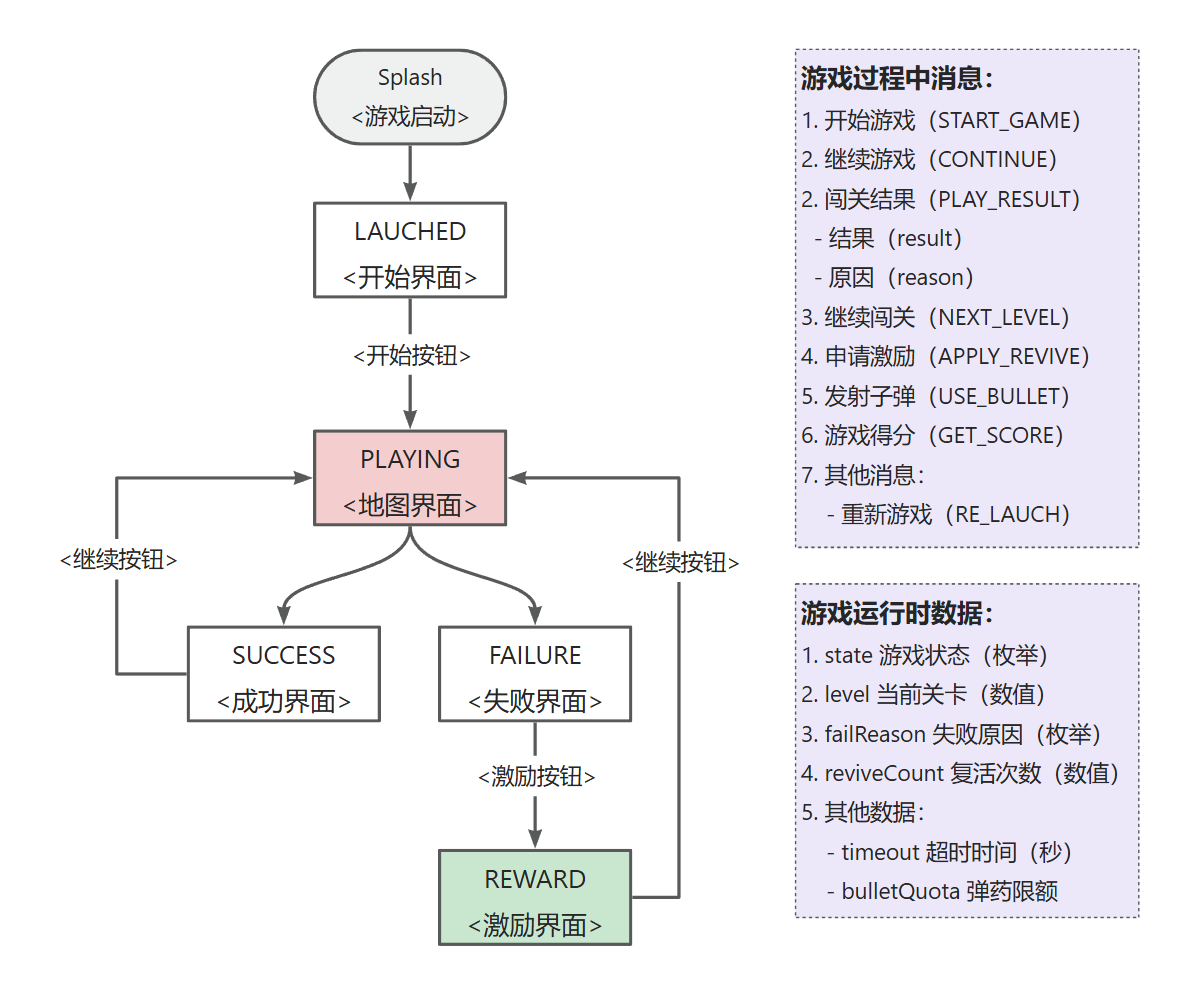 Splash
<游戏启动>
LAUCHED
<开始界面>
<开始按钮>
PLAYING
<地图界面>
<继续按钮>
<继续按钮>
SUCCESS
<成功界面>
FAILURE
<失败界面>
<激励按钮>
REWARD
<激励界面>
游戏过程中消息：
1. 开始游戏（START_GAME）
2. 继续游戏（CONTINUE）
2. 闯关结果（PLAY_RESULT）
- 结果（result）
- 原因（reason）
3. 继续闯关（NEXT_LEVEL）
4. 申请激励（APPLY_REVIVE）
5. 发射子弹（USE_BULLET）
6. 游戏得分（GET_SCORE）
7. 其他消息：
- 重新游戏（RE_LAUCH）
游戏运行时数据：
1. state 游戏状态（枚举）
2. level 当前关卡（数值）
3. failReason 失败原因（枚举）
4. reviveCount 复活次数（数值）
5. 其他数据：
- timeout 超时时间（秒）
- bulletQuota 弹药限额